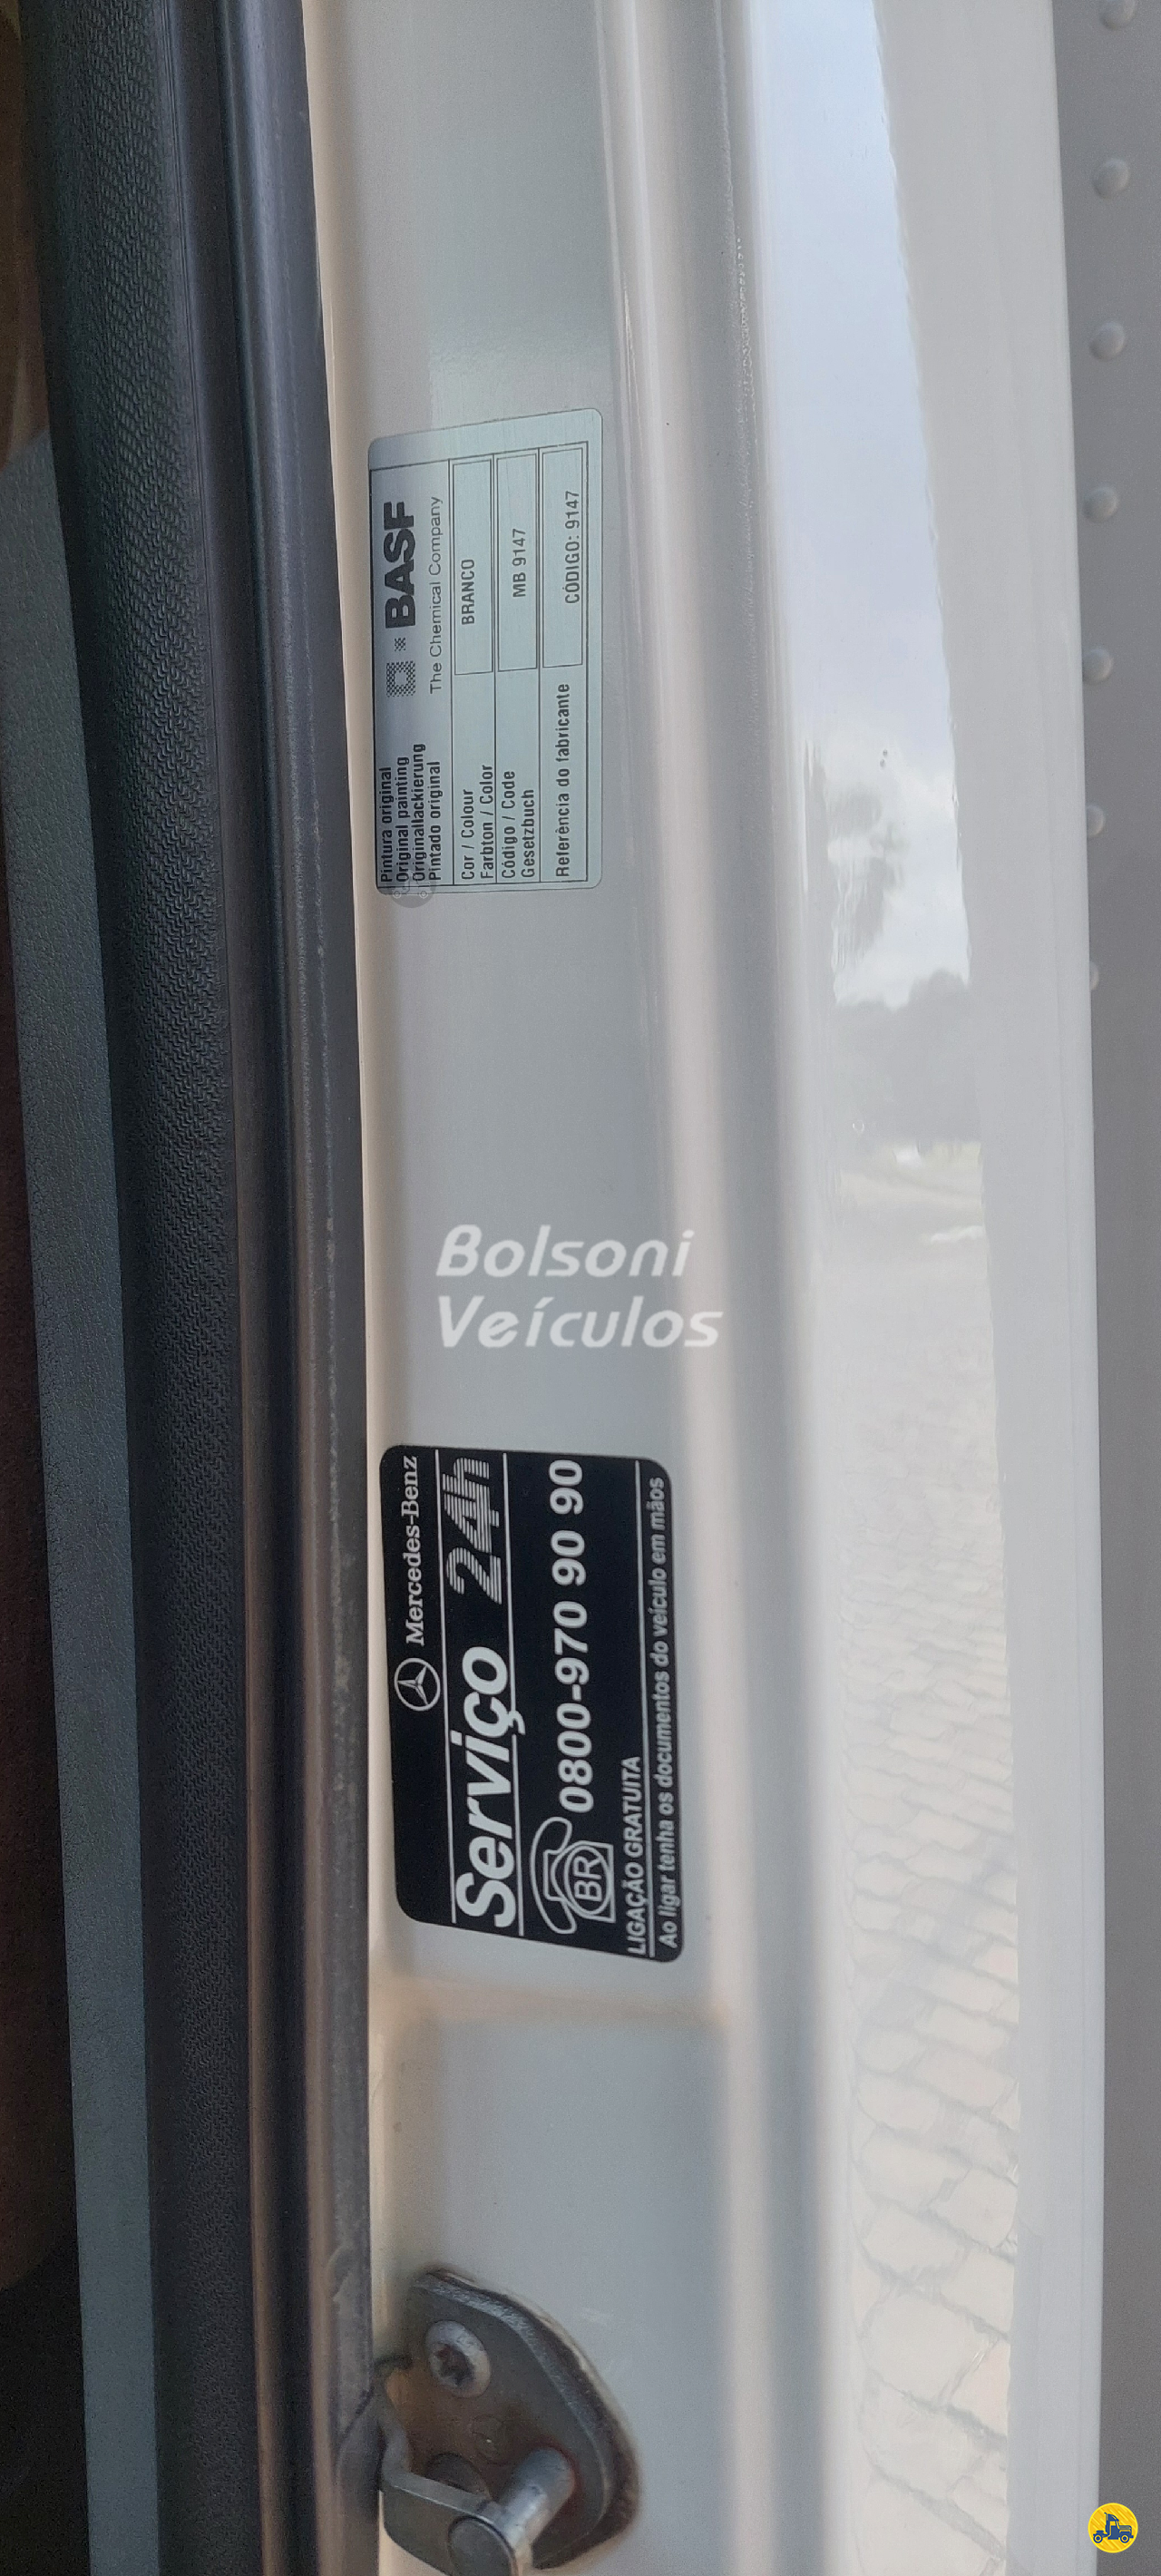 Pintura original
Original painting
Originallackierung
Pintado original
BASF
The Chemical Company
Cor / Colour
Farbton / Color
BRANCO
Código / Code
Gesetzbuch
MB 9147
Referência do fabricante
CÓDIGO: 9147
Bolsoni
Veículos
Mercedes-Benz
Serviço 24h
BR 0800-970 90 90
LIGAÇÃO GRATUITA
Ao ligar tenha os documentos do veículo em mãos